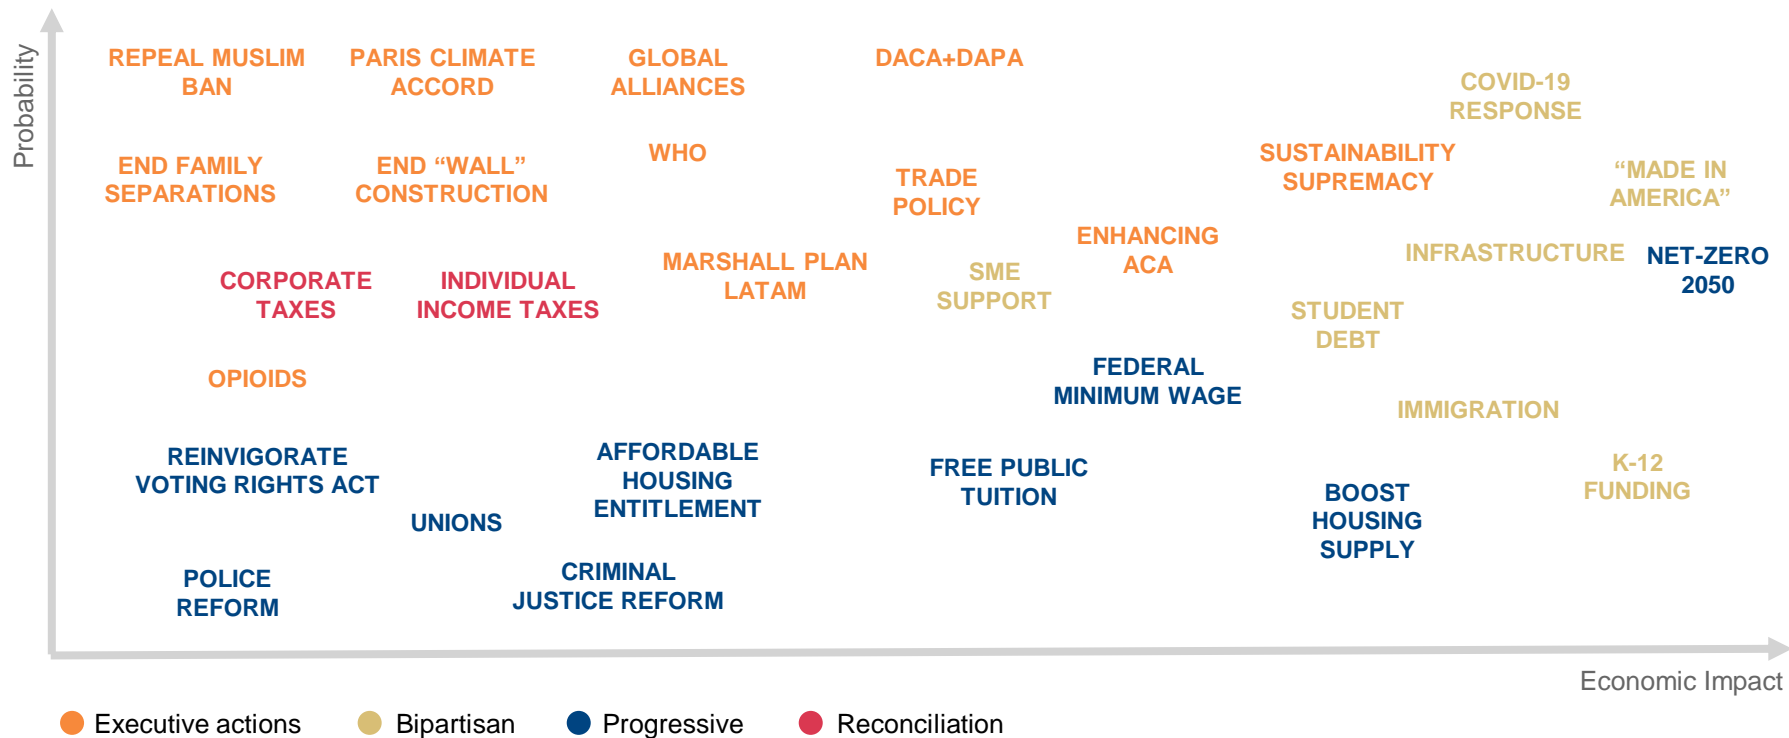 Probability
REPEAL MUSLIM
BAN
PARIS CLIMATE
ACCORD
GLOBAL
ALLIANCES
DACA+DAPA
COVID-19
RESPONSE
END FAMILY
SEPARATIONS
END “WALL”
CONSTRUCTION
WHO
TRADE
POLICY
SUSTAINABILITY
SUPREMACY
“MADE IN
AMERICA”
CORPORATE
TAXES
INDIVIDUAL
INCOME TAXES
MARSHALL PLAN
LATAM
SME
SUPPORT
ENHANCING
ACA
INFRASTRUCTURE
NET-ZERO
2050
STUDENT
DEBT
OPIOIDS
FEDERAL
MINIMUM WAGE
IMMIGRATION
REINVIGORATE
VOTING RIGHTS ACT
UNIONS
AFFORDABLE
HOUSING
ENTITLEMENT
FREE PUBLIC
TUITION
BOOST
HOUSING
SUPPLY
K-12
FUNDING
POLICE
REFORM
CRIMINAL
JUSTICE REFORM
Economic Impact
Executive actions
Bipartisan
Progressive
Reconciliation